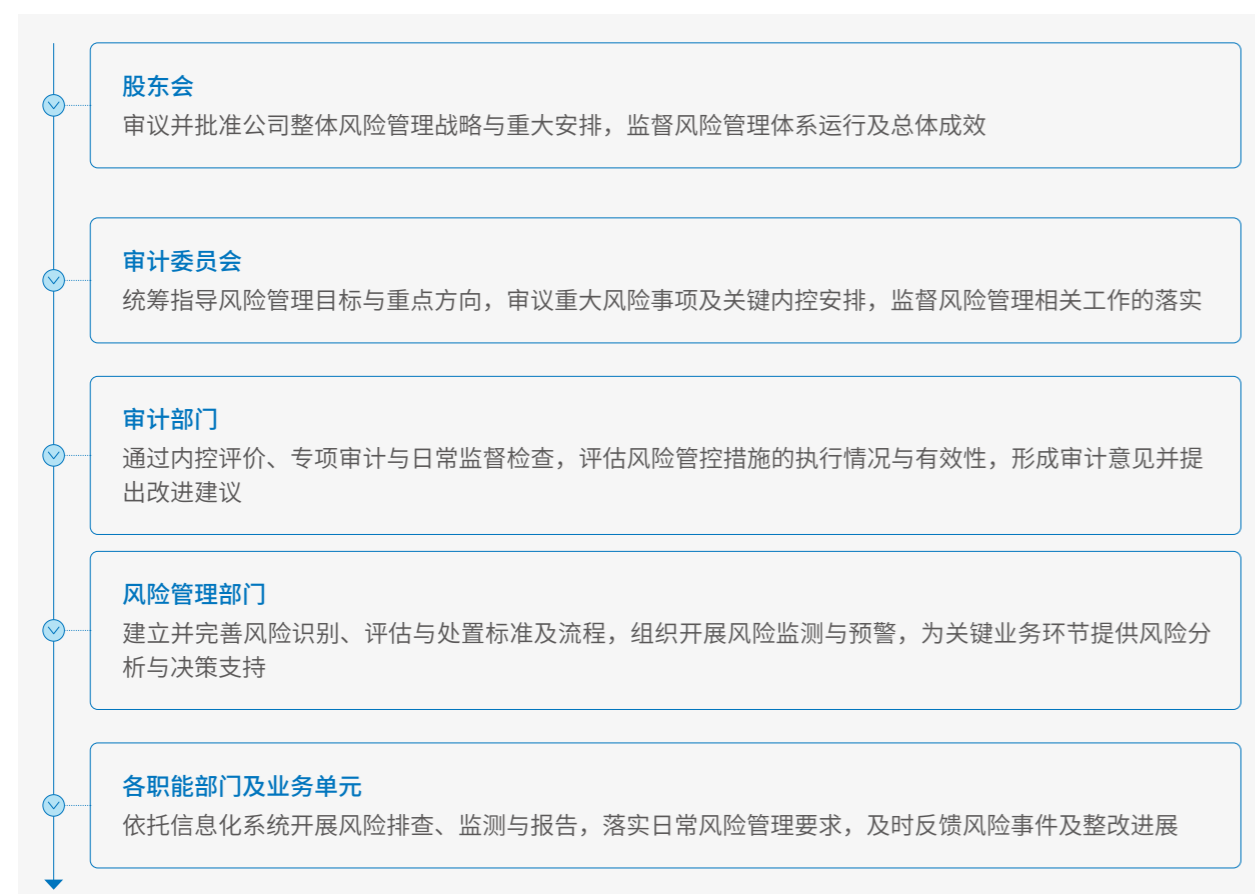 股东会
审议并批准公司整体风险管理战略与重大安排，监督风险管理体系运行及总体成效
审计委员会
统筹指导风险管理目标与重点方向，审议重大风险事项及关键内控安排，监督风险管理相关工作的落实
审计部门
通过内控评价、专项审计与日常监督检查，评估风险管控措施的执行情况与有效性，形成审计意见并提
出改进建议
风险管理部门
建立并完善风险识别、评估与处置标准及流程，组织开展风险监测与预警，为关键业务环节提供风险分
析与决策支持
各职能部门及业务单元
依托信息化系统开展风险排查、监测与报告，落实日常风险管理要求，及时反馈风险事件及整改进展